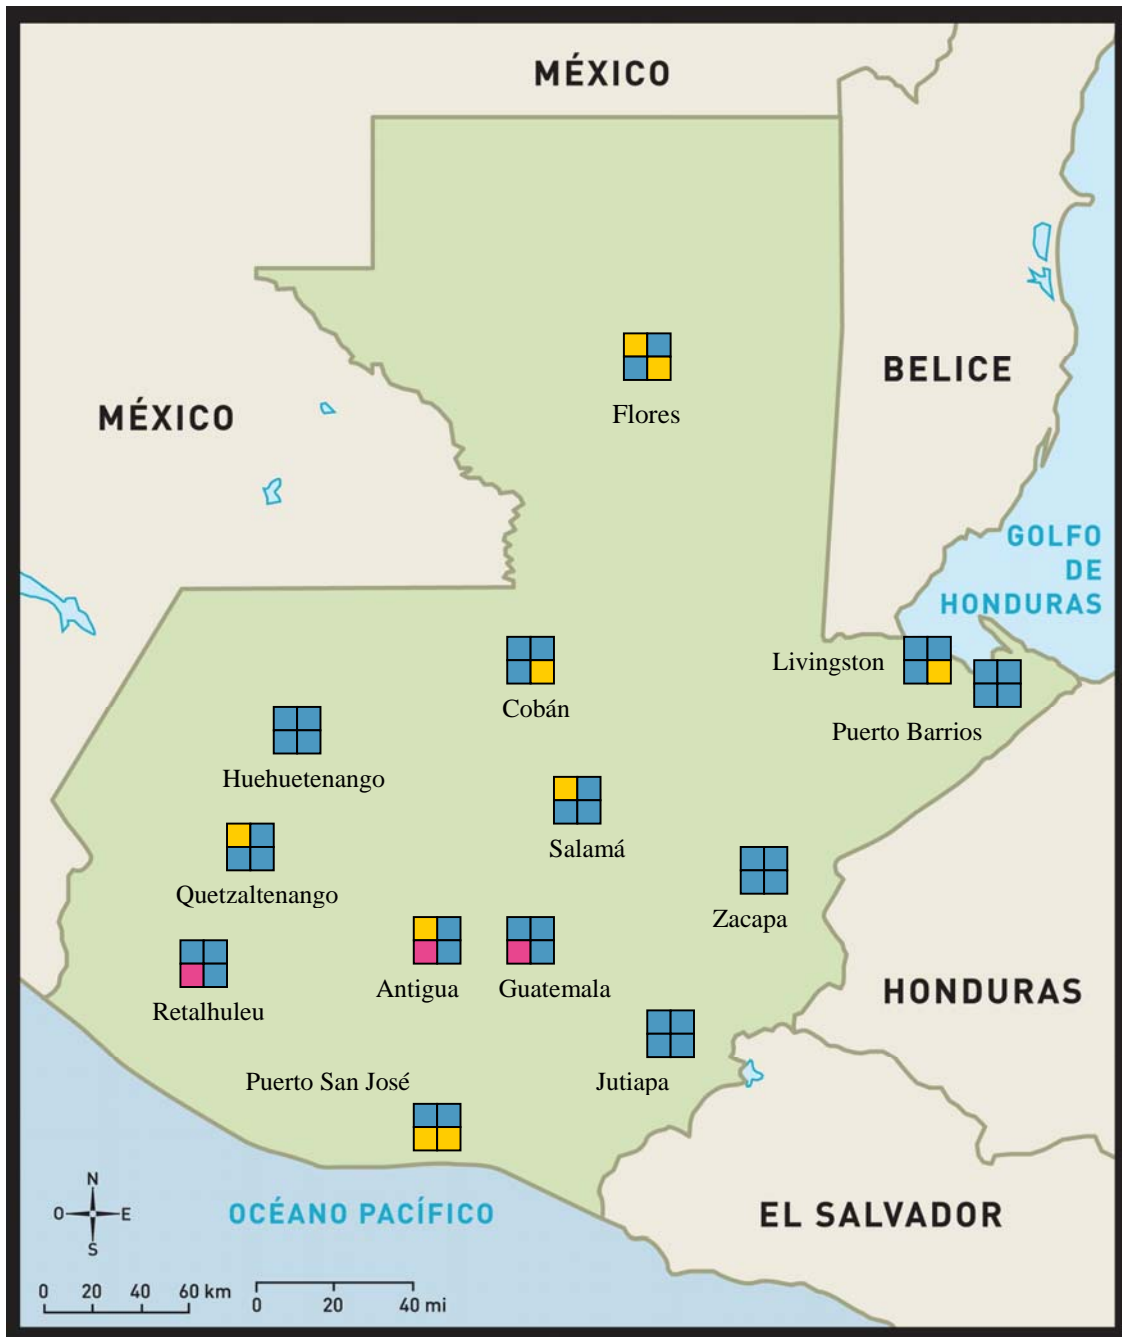 MÉXICO
BELICE
MÉXICO
Flores
GOLFO
DE
HONDURAS
Livingston
Cobán
Puerto Barrios
Huehuetenango
Salamá
Quetzaltenango
Zacapa
Antigua
Guatemala
Retalhuleu
HONDURAS
Puerto San José
Jutiapa
N
O
E
S
OCÉANO PACÍFICO
EL SALVADOR
0 20 40 60 km
0 20 40 mi